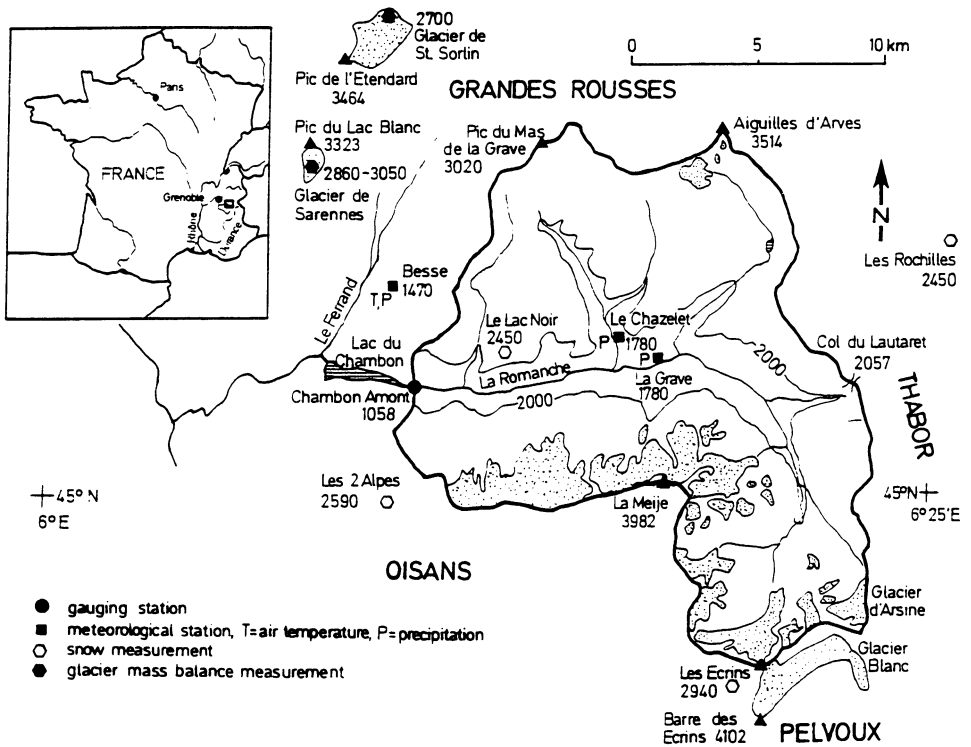 2700
Glacier de
St. Sorlin
0 5 10 km
Pic de l'Etendard
3464
GRANDES ROUSSES
Paris
FRANCE
Grenoble
Rhône
Durance
Pic du Lac Blanc
3323
2860-3050
Glacier de
Sarennes
Pic du Mas
de la Grave
3020
Aiguilles d'Arves
3514
N
Les Rochilles
2450
Besse
1470
T,P
Le Ferrand
Lac du
Chambon
Le Lac Noir
2450
Le Chazelet
P 1780
P
La Romanche
La Grave
1780
2000
Col du Lautaret
2057
Chambon Amont
1058
2000
THABOR
Les 2 Alpes
2590
La Meije
3982
45° N
6° E
45°N
6° 25'E
OISANS
Glacier
d'Arsine
Glacier
Blanc
Les Ecrins
2940
Barre des
Ecrins 4102
PELVOUX
gauging station
meteorological station, T=air temperature, P=precipitation
snow measurement
glacier mass balance measurement